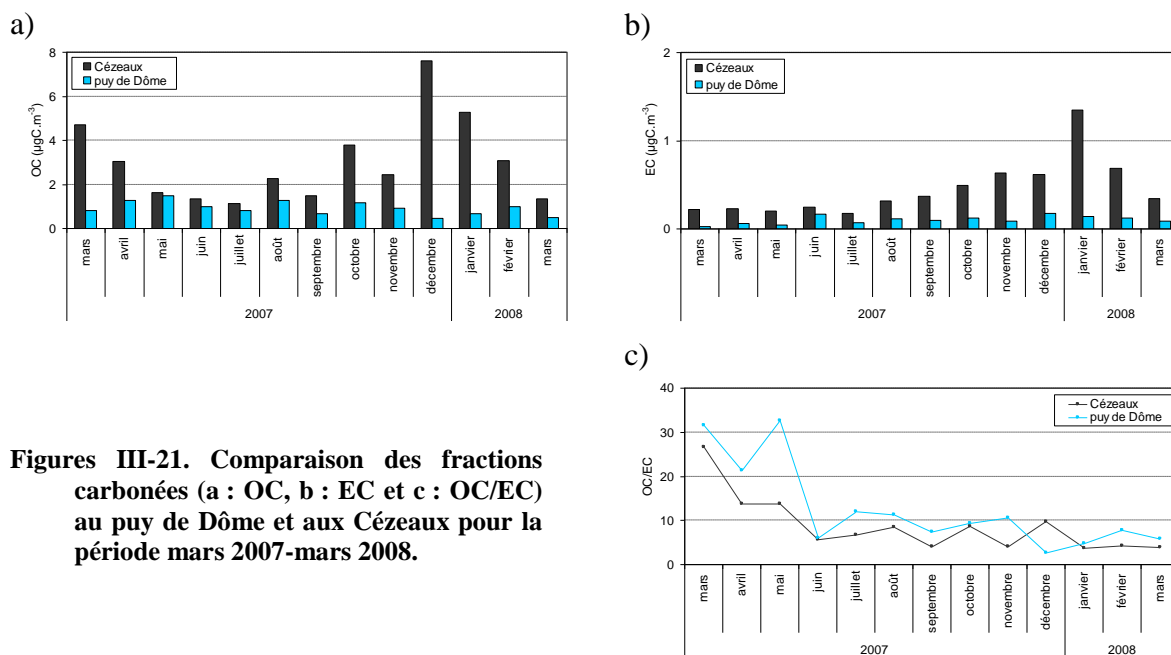 a)
8
6
4
2
0
OC (µgC.m-3)
Cézeaux
puy de Dôme
mars
avril
mai
juin
juillet
août
septembre
octobre
novembre
décembre
janvier
février
mars
2007
2008
b)
2
1
0
EC (µgC.m-3)
Cézeaux
puy de Dôme
mars
avril
mai
juin
juillet
août
septembre
octobre
novembre
décembre
janvier
février
mars
2007
2008
c)
40
30
20
10
0
OC/EC
Cézeaux
puy de Dôme
mars
avril
mai
juin
juillet
août
septembre
octobre
novembre
décembre
janvier
février
mars
2007
2008
Figures III-21. Comparaison des fractions
carbonées (a : OC, b : EC et c : OC/EC)
au puy de Dôme et aux Cézeaux pour la
période mars 2007-mars 2008.